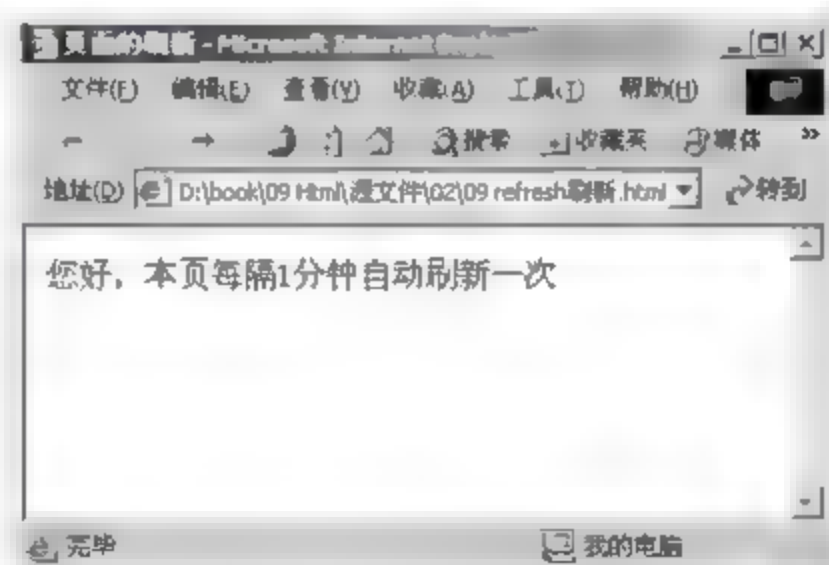 页面的刷新 - Microsoft Internet
文件(F) 编辑(E) 查看(V) 收藏(A) 工具(T) 帮助(H)
搜索 收藏夹 媒体 »
地址(D) D:\book\09 Html\源文件\02\09 refresh刷新.html 转到
您好，本页每隔1分钟自动刷新一次
完毕 我的电脑